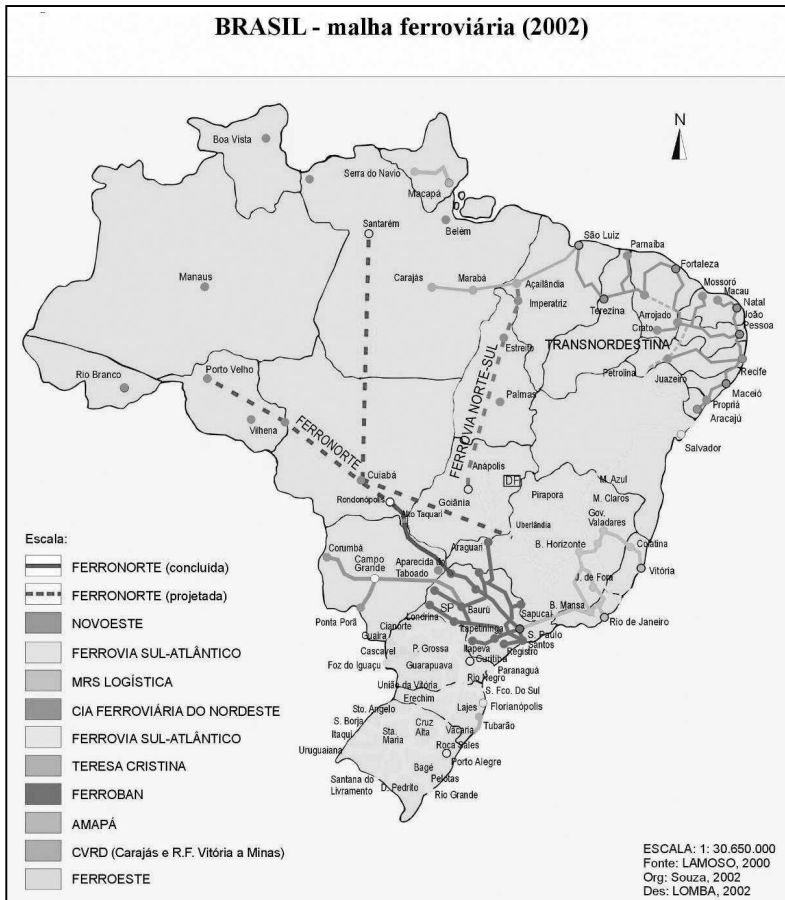 BRASIL - malha ferroviária (2002)
N
Boa Vista
Serra do Navio
Macapá
Santarém
Belém
São Luiz
Parnaíba
Fortaleza
Manaus
Carajás
Marabá
Açailândia
Mossoró
Macau
Imperatriz
Terezina
Natal
Arrojado
João
Pessoa
Crato
Estreito
TRANSNORDESTINA
Rio Branco
Porto Velho
Petrolina
Juazeiro
Recife
Palmas
Maceió
Propriá
Aracajú
Vilhena
FERRONORTE
FERROVIA NORTE-SUL
Salvador
Cuiabá
Anápolis
DF
Rondonópolis
Goiânia
Pirapora
M. Azul
M. Claros
Alto Taquari
Uberlândia
Gov.
Valadares
Escala:
Corumbá
Campo
Grande
Aparecida do
Taboado
Araguari
B. Horizonte
Colatina
Vitória
FERRONORTE (concluida)
J. de Fora
FERRONORTE (projetada)
SP
Baurú
Sapucaí
B. Mansa
Rio de Janeiro
Ponta Porã
Londrina
Cianorte
Itapetininga
S. Paulo
NOVOESTE
Guaira
Santos
Cascavel
P. Grossa
Itapeva
Registro
FERROVIA SUL-ATLÂNTICO
Foz do Iguaçu
Guarapuava
Curitiba
Paranaguá
MRS LOGÍSTICA
União da Vitória
Rio Negro
S. Fco. Do Sul
Erechim
CIA FERROVIÁRIA DO NORDESTE
Sto. Angelo
Lajes
Florianópolis
S. Borja
Cruz
Alta
Vacaria
Tubarão
FERROVIA SUL-ATLÂNTICO
Itaqui
Sta.
Maria
Roca Sales
Uruguaiana
Porto Alegre
TERESA CRISTINA
Bagé
Santana do
Livramento
D. Pedrito
Pelotas
Rio Grande
FERROBAN
AMAPÁ
CVRD (Carajás e R.F. Vitória a Minas)
FERROESTE
ESCALA: 1: 30.650.000
Fonte: LAMOSO, 2000
Org: Souza, 2002
Des: LOMBA, 2002